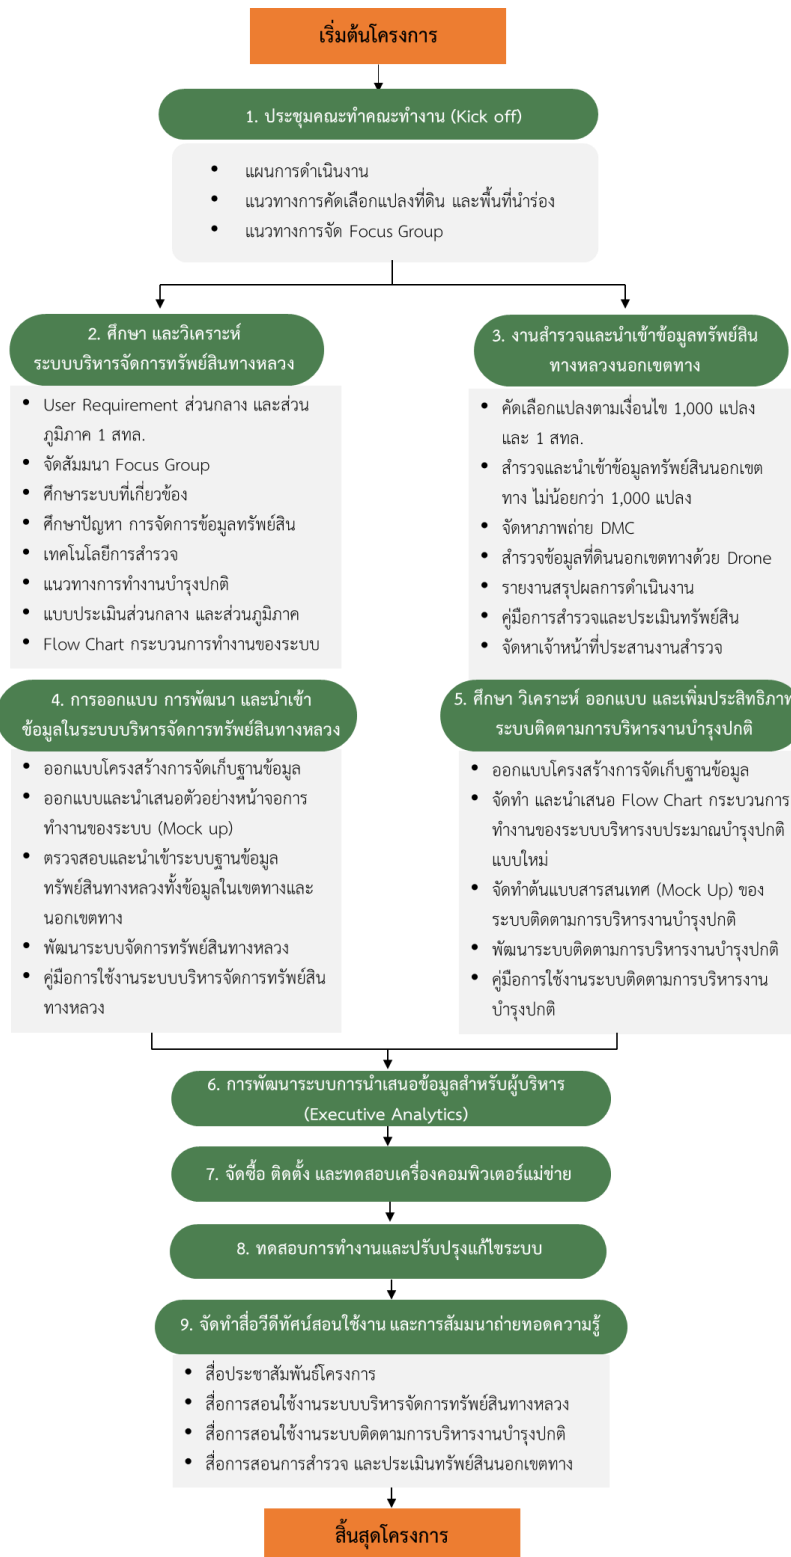 เริ่มต้นโครงการ
1. ประชุมคณะทำคณะทำงาน (Kick off)
• แผนการดำเนินงาน
• แนวทางการคัดเลือกแปลงที่ดิน และพื้นที่นำร่อง
• แนวทางการจัด Focus Group
2. ศึกษา และวิเคราะห์
ระบบบริหารจัดการทรัพย์สินทางหลวง
• User Requirement ส่วนกลาง และส่วน
ภูมิภาค 1 สทล.
• จัดสัมมนา Focus Group
• ศึกษาระบบที่เกี่ยวข้อง
• ศึกษาปัญหา การจัดการข้อมูลทรัพย์สิน
• เทคโนโลยีการสำรวจ
• แนวทางการทำงานบำรุงปกติ
• แบบประเมินส่วนกลาง และส่วนภูมิภาค
• Flow Chart กระบวนการทำงานของระบบ
3. งานสำรวจและนำเข้าข้อมูลทรัพย์สิน
ทางหลวงนอกเขตทาง
• คัดเลือกแปลงตามเงื่อนไข 1,000 แปลง
และ 1 สทล.
• สำรวจและนำเข้าข้อมูลทรัพย์สินนอกเขต
ทาง ไม่น้อยกว่า 1,000 แปลง
• จัดหาภาพถ่าย DMC
• สำรวจข้อมูลที่ดินนอกเขตทางด้วย Drone
• รายงานสรุปผลการดำเนินงาน
• คู่มือการสำรวจและประเมินทรัพย์สิน
• จัดหาเจ้าหน้าที่ประสานงานสำรวจ
4. การออกแบบ การพัฒนา และนำเข้า
ข้อมูลในระบบบริหารจัดการทรัพย์สินทางหลวง
• ออกแบบโครงสร้างการจัดเก็บฐานข้อมูล
• ออกแบบและนำเสนอตัวอย่างหน้าจอการ
ทำงานของระบบ (Mock up)
• ตรวจสอบและนำเข้าระบบฐานข้อมูล
ทรัพย์สินทางหลวงทั้งข้อมูลในเขตทางและ
นอกเขตทาง
• พัฒนาระบบจัดการทรัพย์สินทางหลวง
• คู่มือการใช้งานระบบบริหารจัดการทรัพย์สิน
ทางหลวง
5. ศึกษา วิเคราะห์ ออกแบบ และเพิ่มประสิทธิภาพ
ระบบติดตามการบริหารงานบำรุงปกติ
• ออกแบบโครงสร้างการจัดเก็บฐานข้อมูล
• จัดทำ และนำเสนอ Flow Chart กระบวนการ
ทำงานของระบบบริหารงบประมาณบำรุงปกติ
แบบใหม่
• จัดทำต้นแบบสารสนเทศ (Mock Up) ของ
ระบบติดตามการบริหารงานบำรุงปกติ
• พัฒนาระบบติดตามการบริหารงานบำรุงปกติ
• คู่มือการใช้งานระบบติดตามการบริหารงาน
บำรุงปกติ
6. การพัฒนาระบบการนำเสนอข้อมูลสำหรับผู้บริหาร
(Executive Analytics)
7. จัดซื้อ ติดตั้ง และทดสอบเครื่องคอมพิวเตอร์แม่ข่าย
8. ทดสอบการทำงานและปรับปรุงแก้ไขระบบ
9. จัดทำสื่อวีดีทัศน์สอนใช้งาน และการสัมมนาถ่ายทอดความรู้
• สื่อประชาสัมพันธ์โครงการ
• สื่อการสอนใช้งานระบบบริหารจัดการทรัพย์สินทางหลวง
• สื่อการสอนใช้งานระบบติดตามการบริหารงานบำรุงปกติ
• สื่อการสอนการสำรวจ และประเมินทรัพย์สินนอกเขตทาง
สิ้นสุดโครงการ